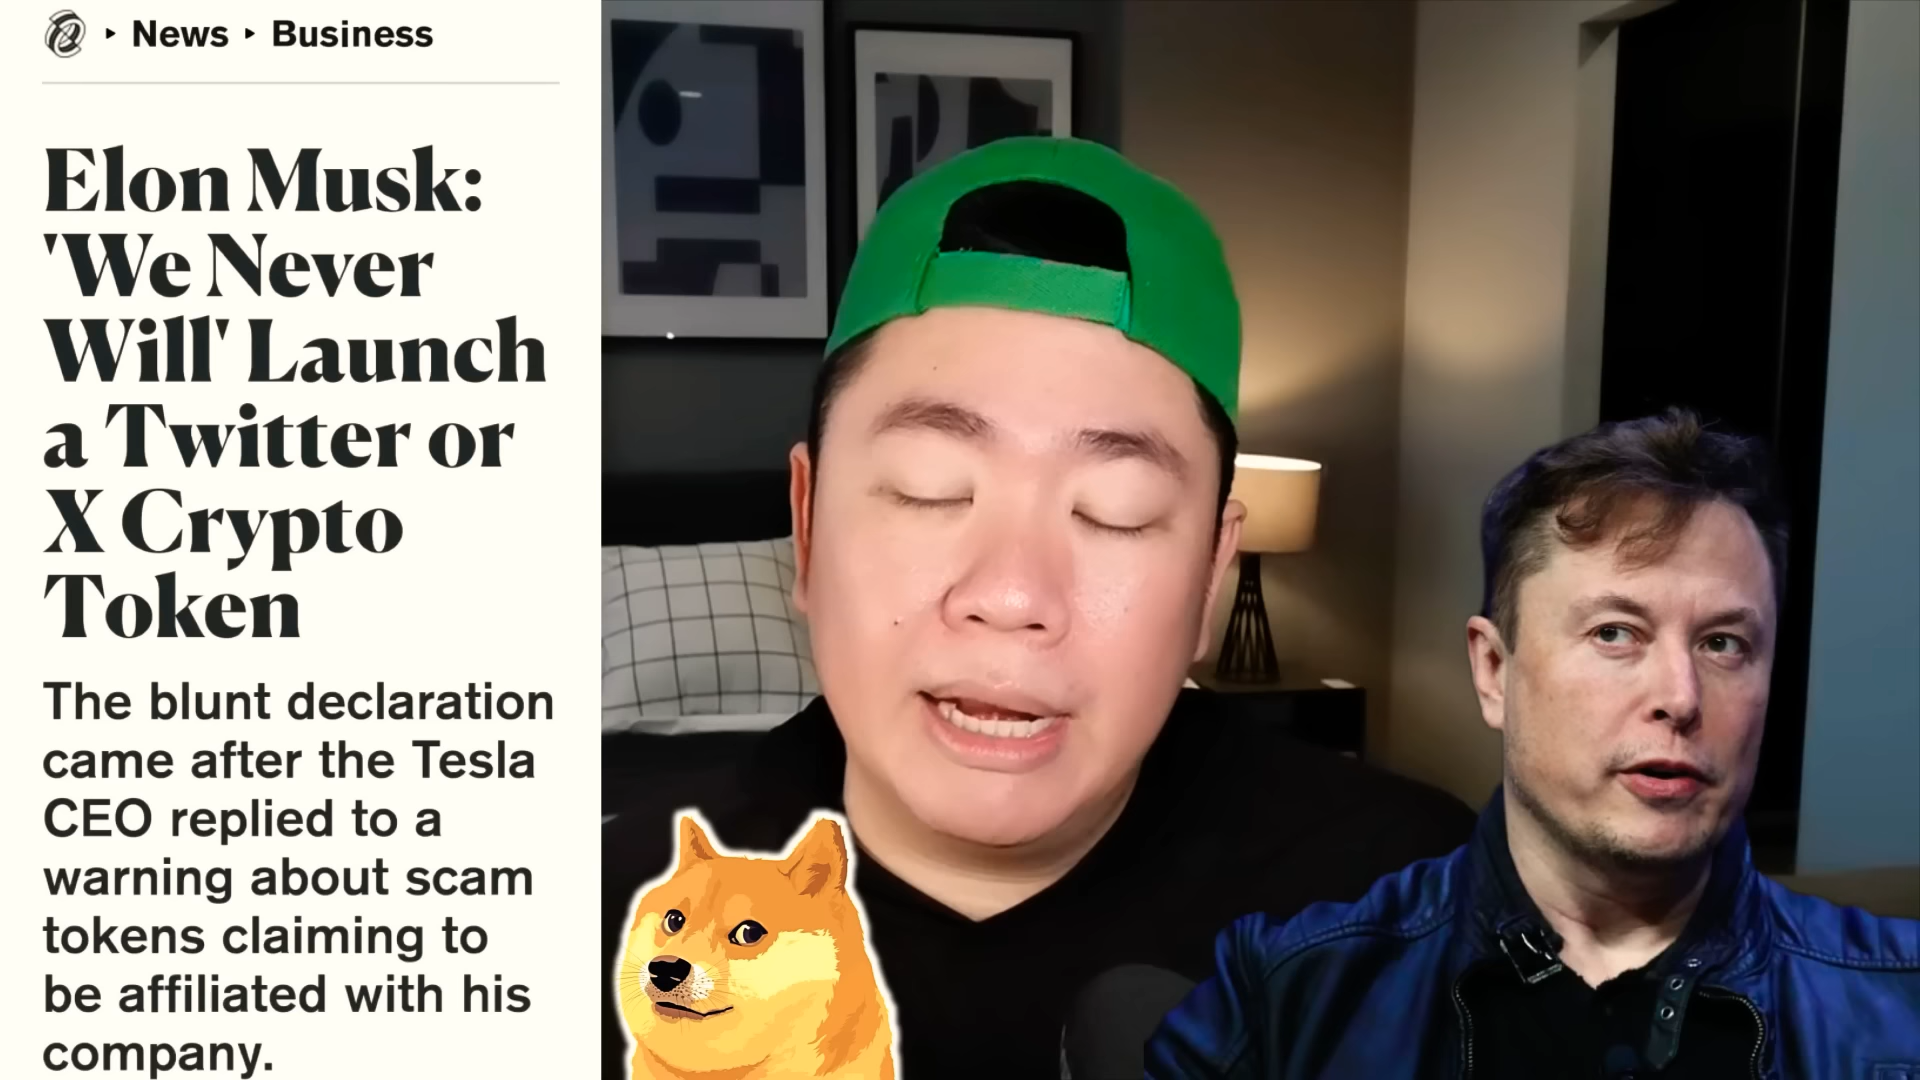 News ‣ Business
Elon Musk:
'We Never
Will' Launch
a Twitter or
X Crypto
Token
The blunt declaration
came after the Tesla
CEO replied to a
warning about scam
tokens claiming to
be affiliated with his
company.